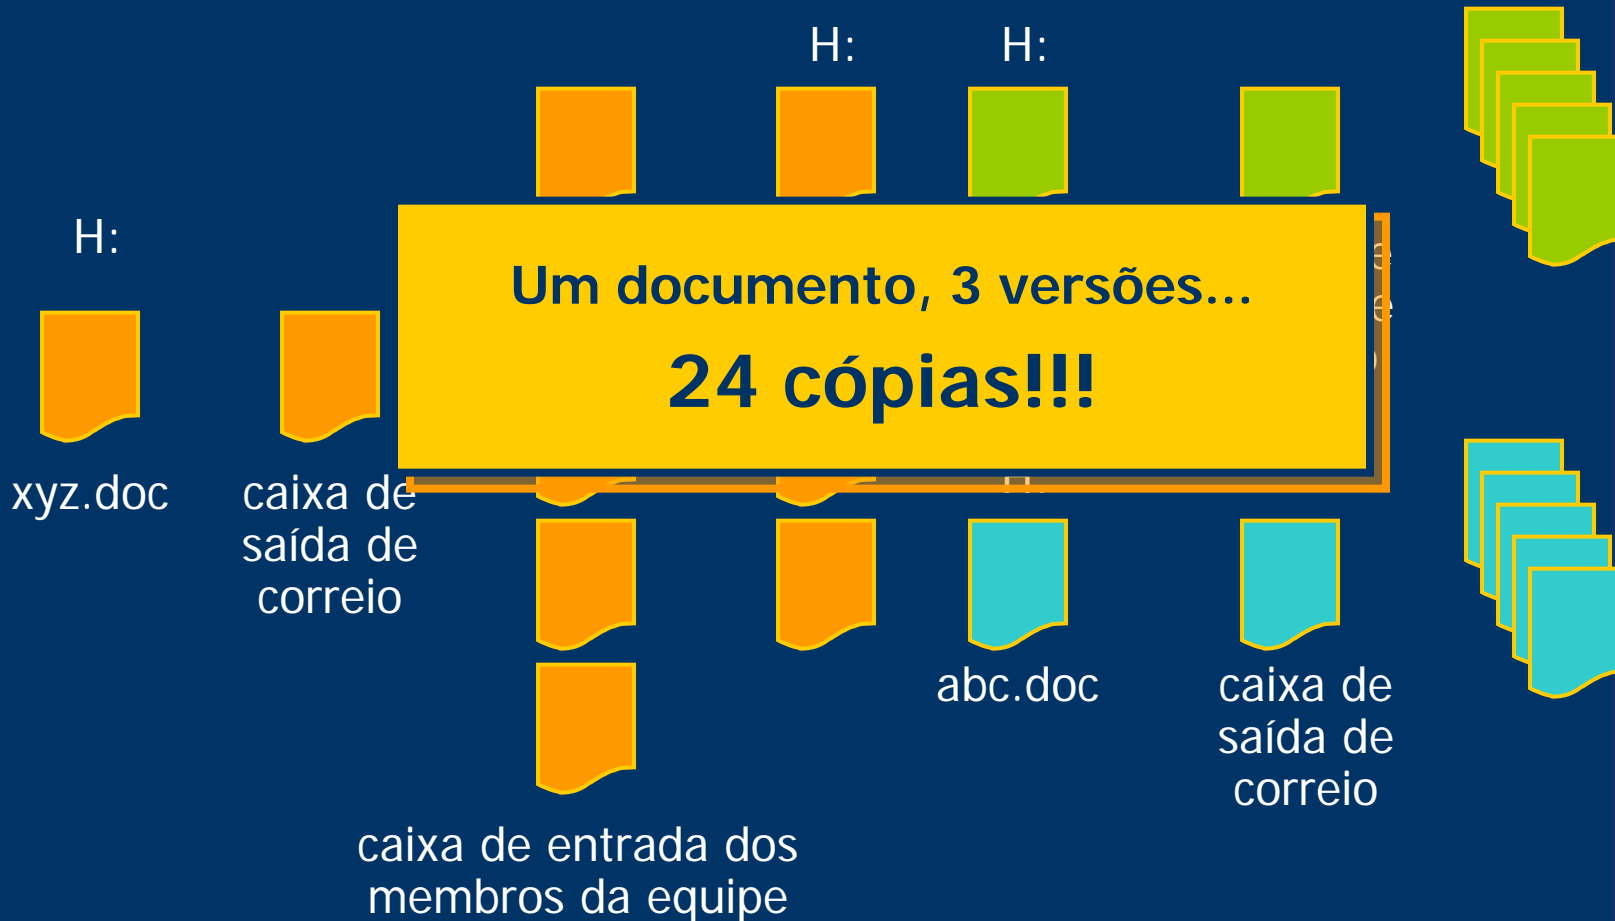 H:
H:
H:
Um documento, 3 versões...
24 cópias!!!
xyz.doc
caixa de
saída de
correio
abc.doc
caixa de
saída de
correio
caixa de entrada dos
membros da equipe